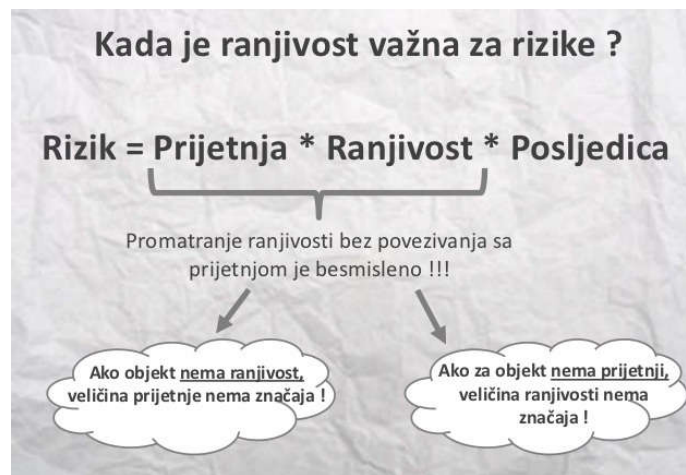 Kada je ranjivost važna za rizike ?
Rizik = Prijetnja * Ranjivost * Posljedica
Promatranje ranjivosti bez povezivanja sa
prijetnjom je besmisleno !!!
Ako objekt nema ranjivost,
veličina prijetnje nema značaja !
Ako za objekt nema prijetnji,
veličina ranjivosti nema
značaja !